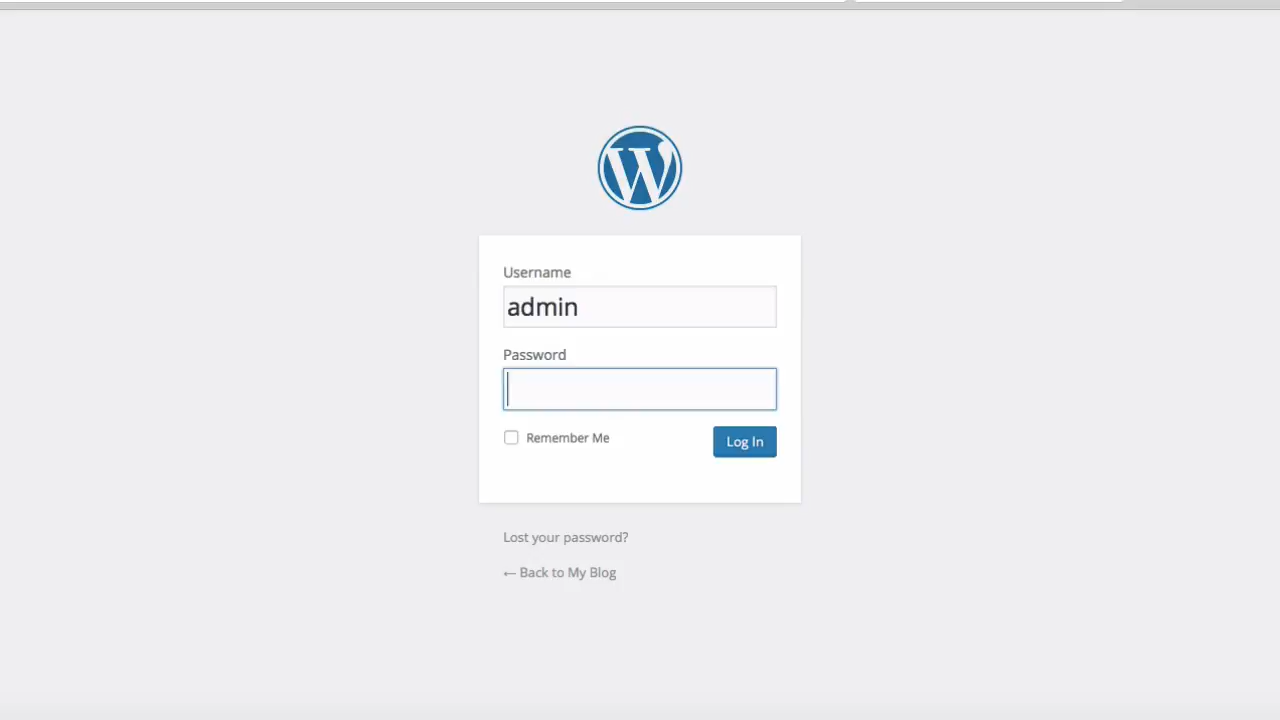 Username
admin
Password
Remember Me
Log In
Lost your password?
← Back to My Blog